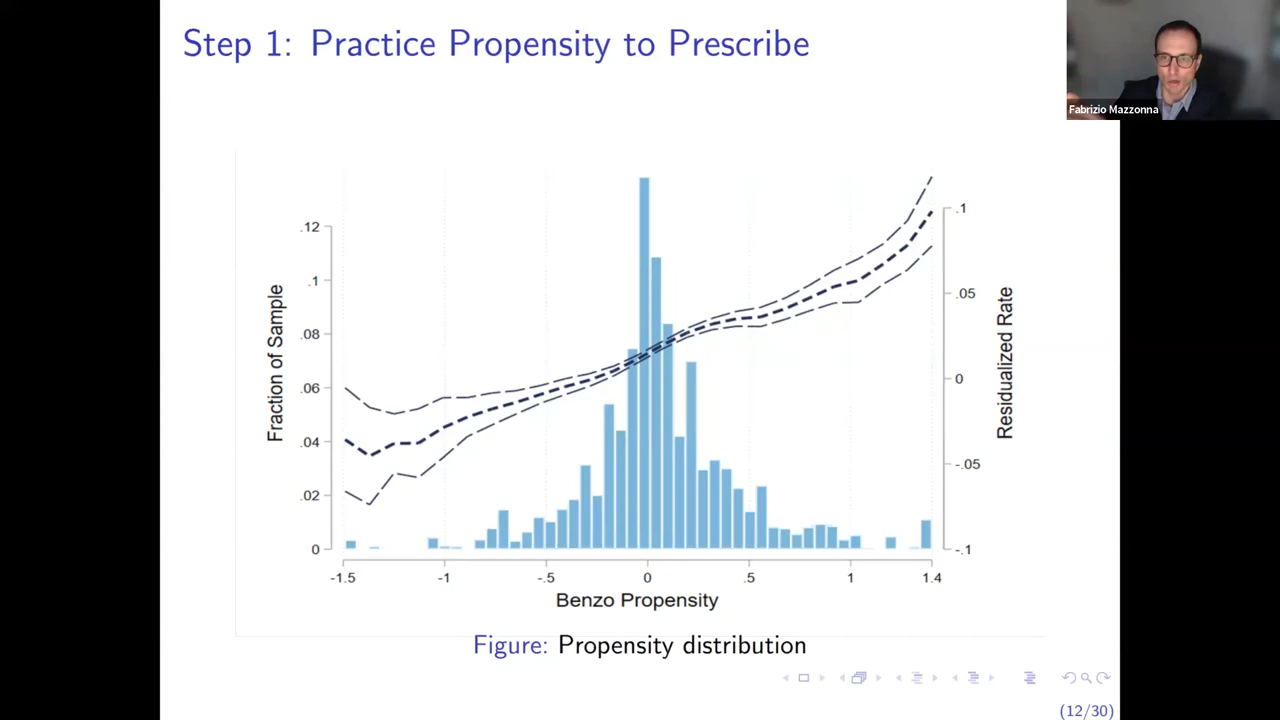 Step 1: Practice Propensity to Prescribe
Fabrizio Mazzonna
.12
.1
.08
.06
.04
.02
0
Fraction of Sample
.1
.05
0
-.05
-.1
Residualized Rate
-1.5 -1 -.5 0 .5 1 1.4
Benzo Propensity
Figure: Propensity distribution
(12/30)